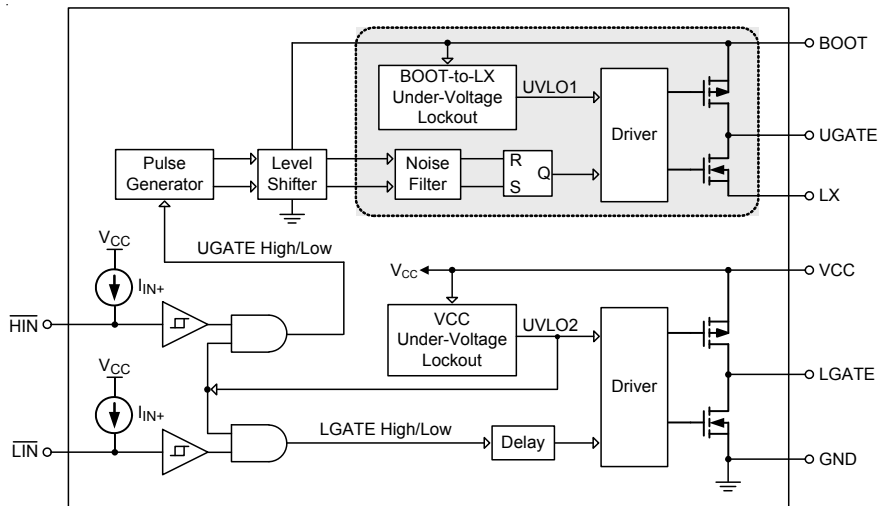 BOOT
BOOT-to-LX
Under-Voltage
Lockout
UVLO1
Driver
UGATE
Pulse
Generator
Level
Shifter
Noise
Filter
R
S
Q
LX
UGATE High/Low
VCC
IIN+
HIN
VCC
VCC
VCC
Under-Voltage
Lockout
UVLO2
Driver
LGATE
VCC
IIN+
LIN
LGATE High/Low
Delay
GND